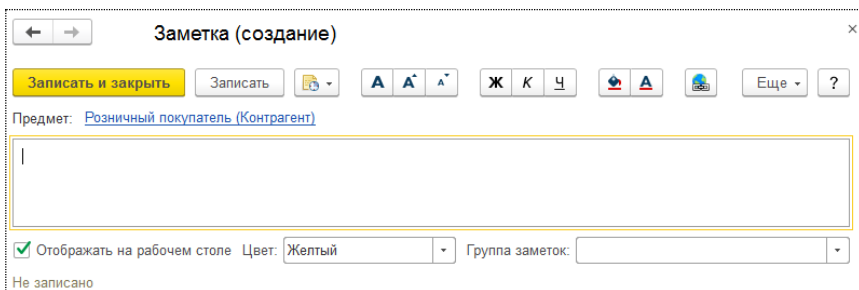 Заметка (создание)
Записать и закрыть Записать А А А Ж К Ч А Еще ?
Предмет: Розничный покупатель (Контрагент)
Отображать на рабочем столе Цвет: Желтый Группа заметок:
Не записано